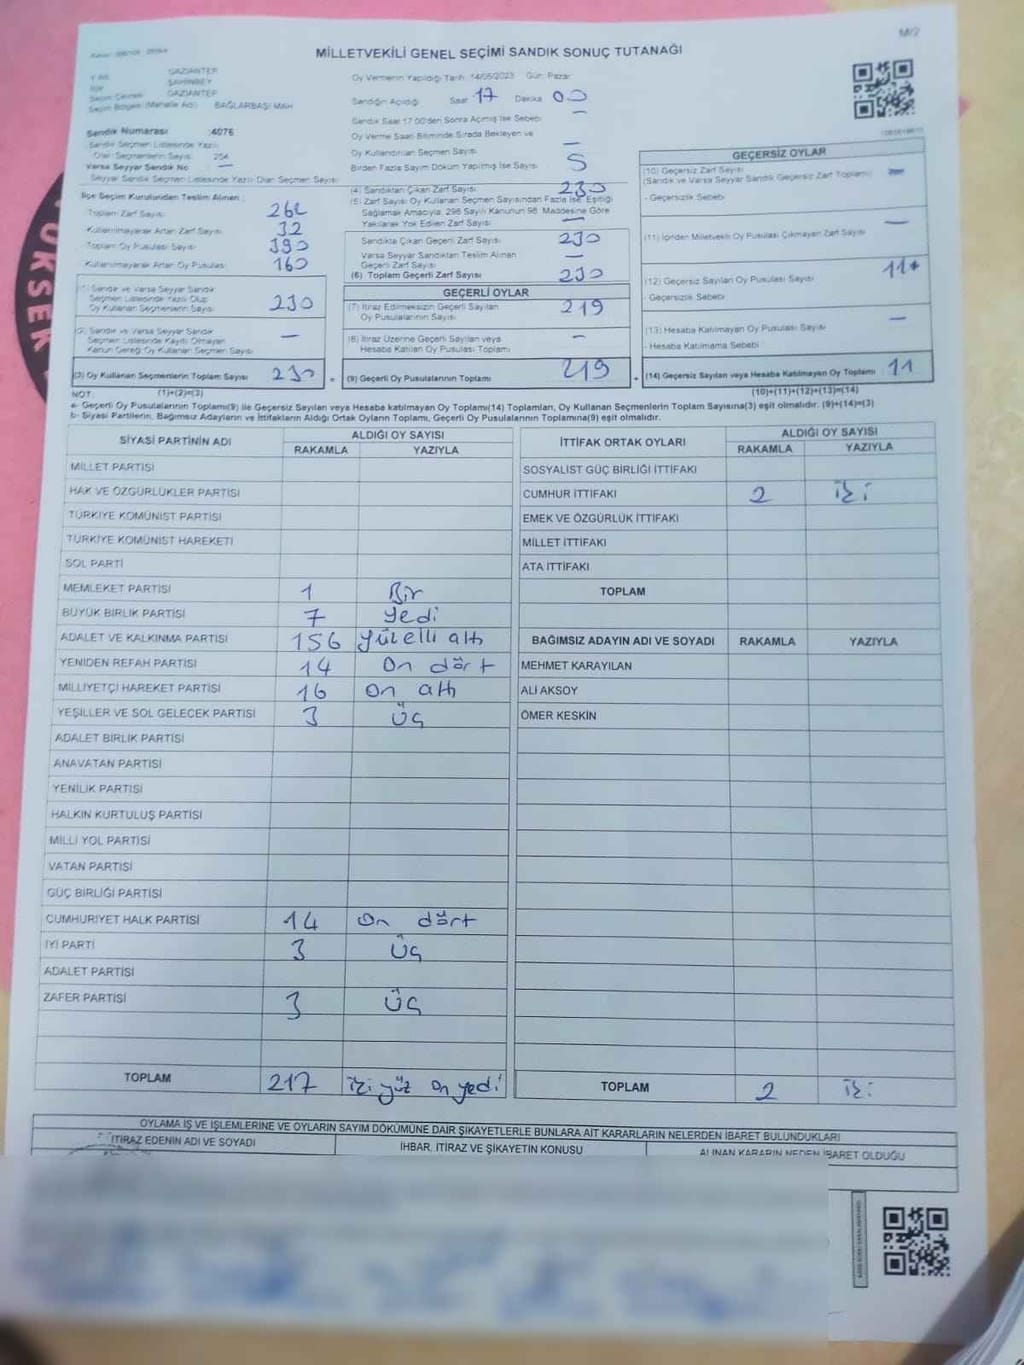 M/2
MİLLETVEKİLİ GENEL SEÇİMİ SANDIK SONUÇ TUTANAĞI
GAZİANTEP
ŞAHİNBEY
GAZİANTEP
Seçim Bölgesi (Mahalle Adı) BAĞLARBAŞI MAH
Sandık Numarası :4076
Sandık Seçmen Listesinde Yazılı
Olan Seçmenlerin Sayısı 254
Varsa Seyyar Sandık No —
Seyyar Sandık Seçmen Listesinde Yazılı Olan Seçmen Sayısı
Oy Vermenin Yapıldığı Tarih :14/05/2023 Gün: Pazar
Sandığın Açıldığı Saat 17 Dakika 00
Sandık Saat 17:00'den Sonra Açılmış İse Sebebi —
Oy Verme Saati Bitiminde Sırada Bekleyen ve
Oy Kullandırılan Seçmen Sayısı —
Birden Fazla Sayım Döküm Yapılmış İse Sayısı 5
İlçe Seçim Kurulundan Teslim Alınan :
Toplam Zarf Sayısı 262
Kullanılmayarak Artan Zarf Sayısı 32
Toplam Oy Pusulası Sayısı 390
Kullanılmayarak Artan Oy Pusulası 160
(1) Sandık ve Varsa Seyyar Sandık
Seçmen Listesinde Yazılı Olup
Oy Kullanan Seçmenlerin Sayısı 230
(2) Sandık ve Varsa Seyyar Sandık
Seçmen Listesinde Kaydı Olmayan
Kanun Gereği Oy Kullanan Seçmen Sayısı —
(3) Oy Kullanan Seçmenlerin Toplam Sayısı 230
(4) Sandıktan Çıkan Zarf Sayısı 230
(5) Zarf Sayısı Oy Kullanan Seçmen Sayısından Fazla İse, Eşitliği
Sağlamak Amacıyla, 298 Sayılı Kanunun 98. Maddesine Göre
Yakılarak Yok Edilen Zarf Sayısı —
Sandıkta Çıkan Geçerli Zarf Sayısı 230
Varsa Seyyar Sandıktan Teslim Alınan
Geçerli Zarf Sayısı —
(6) Toplam Geçerli Zarf Sayısı 230
GEÇERLİ OYLAR
(7) İtiraz Edilmeksizin Geçerli Sayılan
Oy Pusulalarının Sayısı 219
(8) İtiraz Üzerine Geçerli Sayılan veya
Hesaba Katılan Oy Pusulası Toplamı —
(9) Geçerli Oy Pusulalarının Toplamı 219
GEÇERSİZ OYLAR
(10) Geçersiz Zarf Sayısı
(Sandık ve Varsa Seyyar Sandık Geçersiz Zarf Toplamı) —
- Geçersizlik Sebebi
(11) İçinden Milletvekili Oy Pusulası Çıkmayan Zarf Sayısı —
(12) Geçersiz Sayılan Oy Pusulası Sayısı 11
- Geçersizlik Sebebi
(13) Hesaba Katılmayan Oy Pusulası Sayısı —
- Hesaba Katılmama Sebebi
(14) Geçersiz Sayılan veya Hesaba Katılmayan Oy Toplamı 11
NOT: (1)+(2)=(3) (10)+(11)+(12)+(13)=(14)
a- Geçerli Oy Pusulalarının Toplamı(9) ile Geçersiz Sayılan veya Hesaba katılmayan Oy Toplamı(14) Toplamları, Oy Kullanan Seçmenlerin Toplam Sayısına(3) eşit olmalıdır. (9)+(14)=(3)
b- Siyasi Partilerin, Bağımsız Adayların ve İttifakların Aldığı Ortak Oyların Toplamı, Geçerli Oy Pusulalarının Toplamına(9) eşit olmalıdır.
SİYASİ PARTİNİN ADI ALDIĞI OY SAYISI
RAKAMLA YAZIYLA
MİLLET PARTİSİ
HAK VE ÖZGÜRLÜKLER PARTİSİ
TÜRKİYE KOMÜNİST PARTİSİ
TÜRKİYE KOMÜNİST HAREKETİ
SOL PARTİ
MEMLEKET PARTİSİ 1 Bir
BÜYÜK BİRLİK PARTİSİ 7 yedi
ADALET VE KALKINMA PARTİSİ 156 yüz elli altı
YENİDEN REFAH PARTİSİ 14 On dört
MİLLİYETÇİ HAREKET PARTİSİ 16 On altı
YEŞİLLER VE SOL GELECEK PARTİSİ 3 üç
ADALET BİRLİK PARTİSİ
ANAVATAN PARTİSİ
YENİLİK PARTİSİ
HALKIN KURTULUŞ PARTİSİ
MİLLİ YOL PARTİSİ
VATAN PARTİSİ
GÜÇ BİRLİĞİ PARTİSİ
CUMHURİYET HALK PARTİSİ 14 On dört
İYİ PARTİ 3 üç
ADALET PARTİSİ
ZAFER PARTİSİ 3 üç
TOPLAM 217 iki yüz on yedi
İTTİFAK ORTAK OYLARI ALDIĞI OY SAYISI
RAKAMLA YAZIYLA
SOSYALİST GÜÇ BİRLİĞİ İTTİFAKI
CUMHUR İTTİFAKI 2 iki
EMEK VE ÖZGÜRLÜK İTTİFAKI
MİLLET İTTİFAKI
ATA İTTİFAKI
TOPLAM
BAĞIMSIZ ADAYIN ADI VE SOYADI RAKAMLA YAZIYLA
MEHMET KARAYILAN
ALİ AKSOY
ÖMER KESKİN
TOPLAM 2 iki
OYLAMA İŞ VE İŞLEMLERİNE VE OYLARIN SAYIM DÖKÜMÜNE DAİR ŞİKAYETLERLE BUNLARA AİT KARARLARIN NELERDEN İBARET BULUNDUKLARI
İTİRAZ EDENİN ADI VE SOYADI İHBAR, İTİRAZ VE ŞİKAYETİN KONUSU ALINAN KARARIN NEDEN İBARET OLDUĞU
YÜKSEK